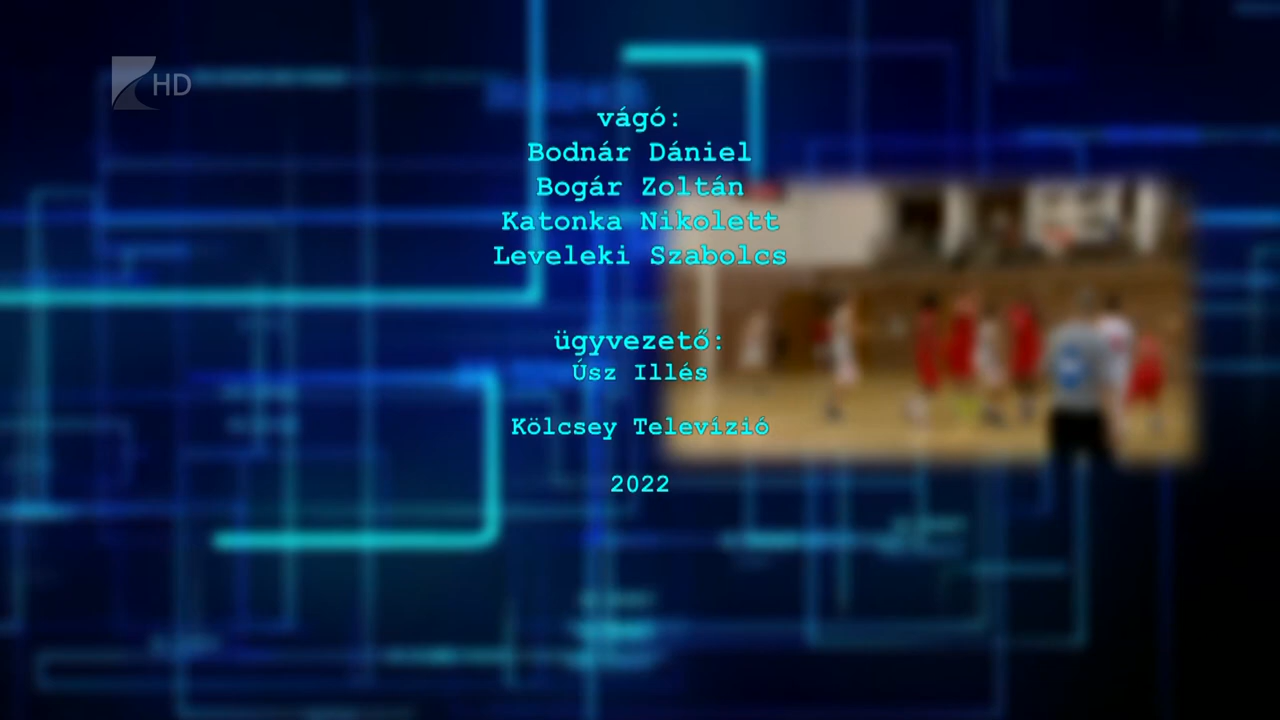 HD
vágó:
Bodnár Dániel
Bogár Zoltán
Katonka Nikolett
Leveleki Szabolcs
ügyvezető:
Úsz Illés
Kölcsey Televízió
2022